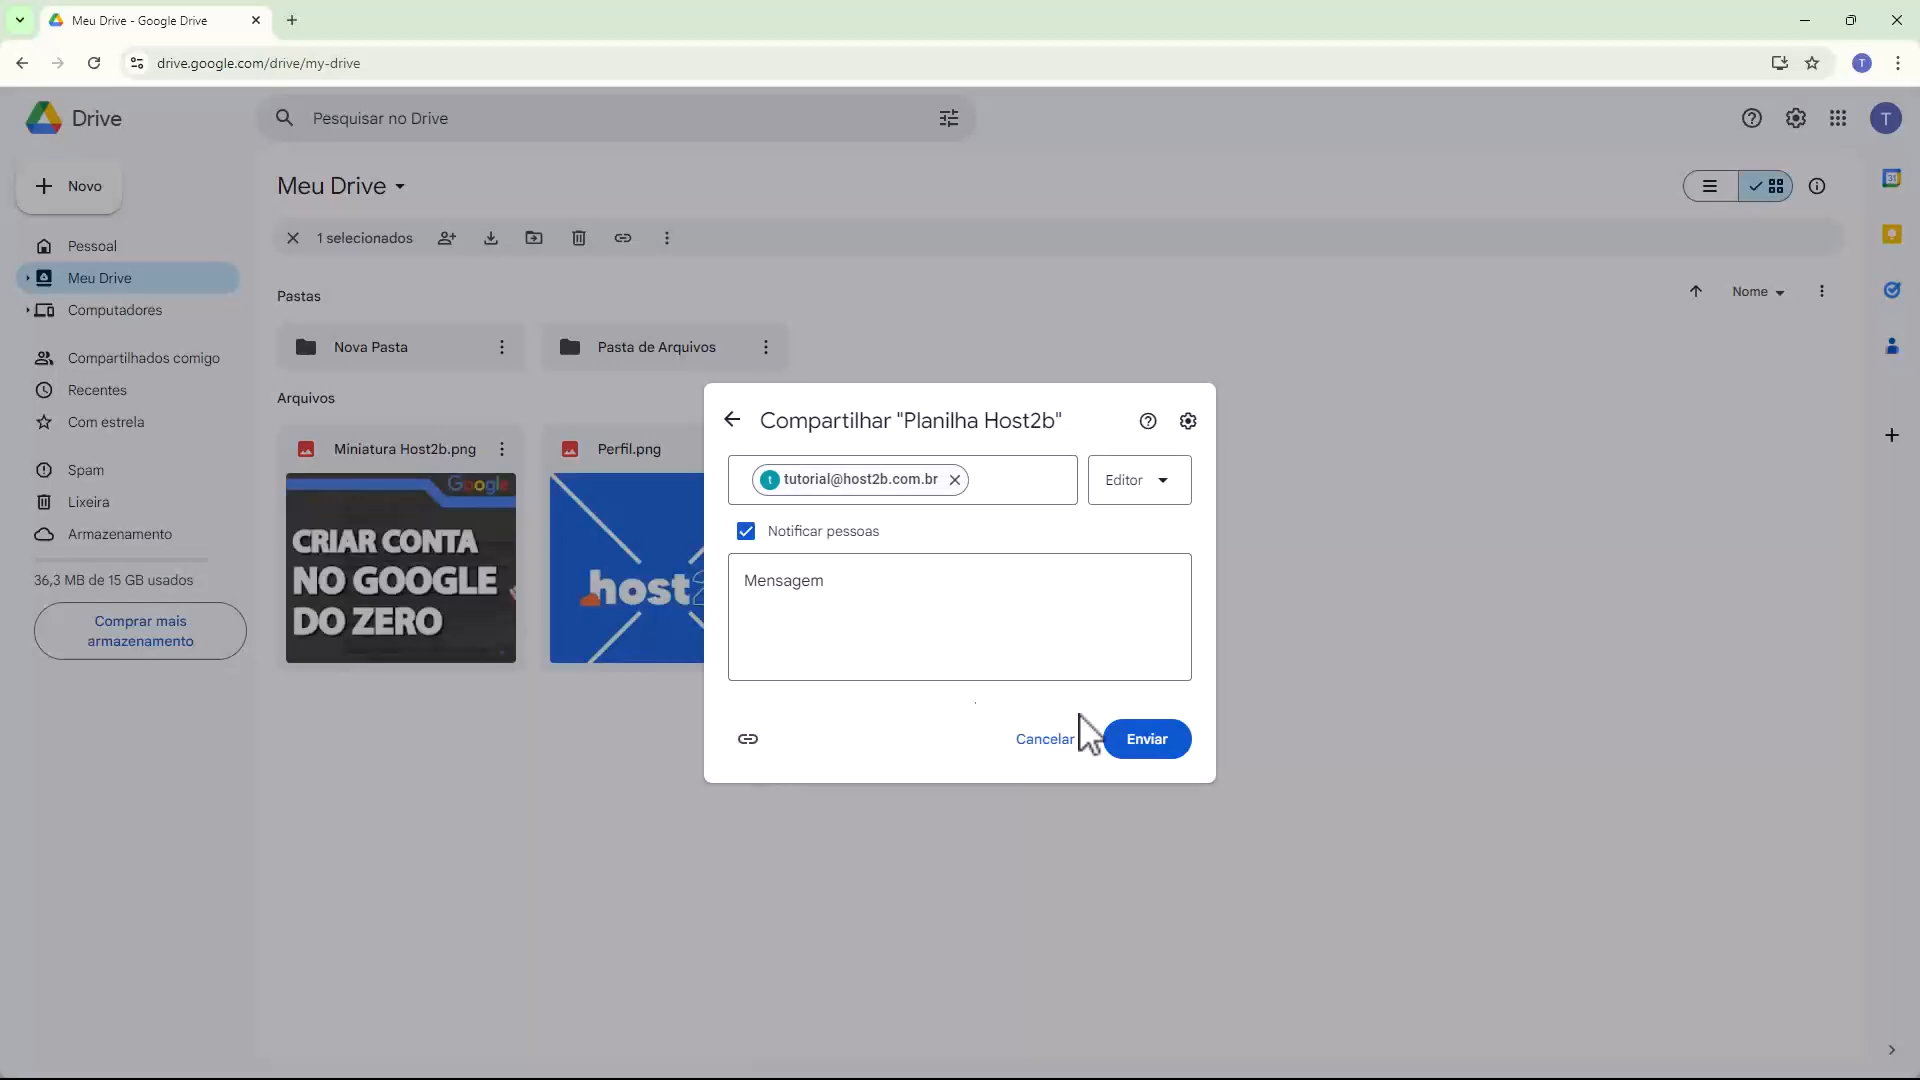 Meu Drive - Google Drive
drive.google.com/drive/my-drive
T
Drive
Pesquisar no Drive
T
Novo
Meu Drive
1 selecionados
Pessoal
Meu Drive
Computadores
Compartilhados comigo
Recentes
Com estrela
Spam
Lixeira
Armazenamento
36,3 MB de 15 GB usados
Comprar mais
armazenamento
Pastas
Nome
Nova Pasta
Pasta de Arquivos
Arquivos
Miniatura Host2b.png
Perfil.png
Google
CRIAR CONTA
NO GOOGLE
DO ZERO
host2
Compartilhar "Planilha Host2b"
t tutorial@host2b.com.br
Editor
Notificar pessoas
Mensagem
Cancelar
Enviar
31